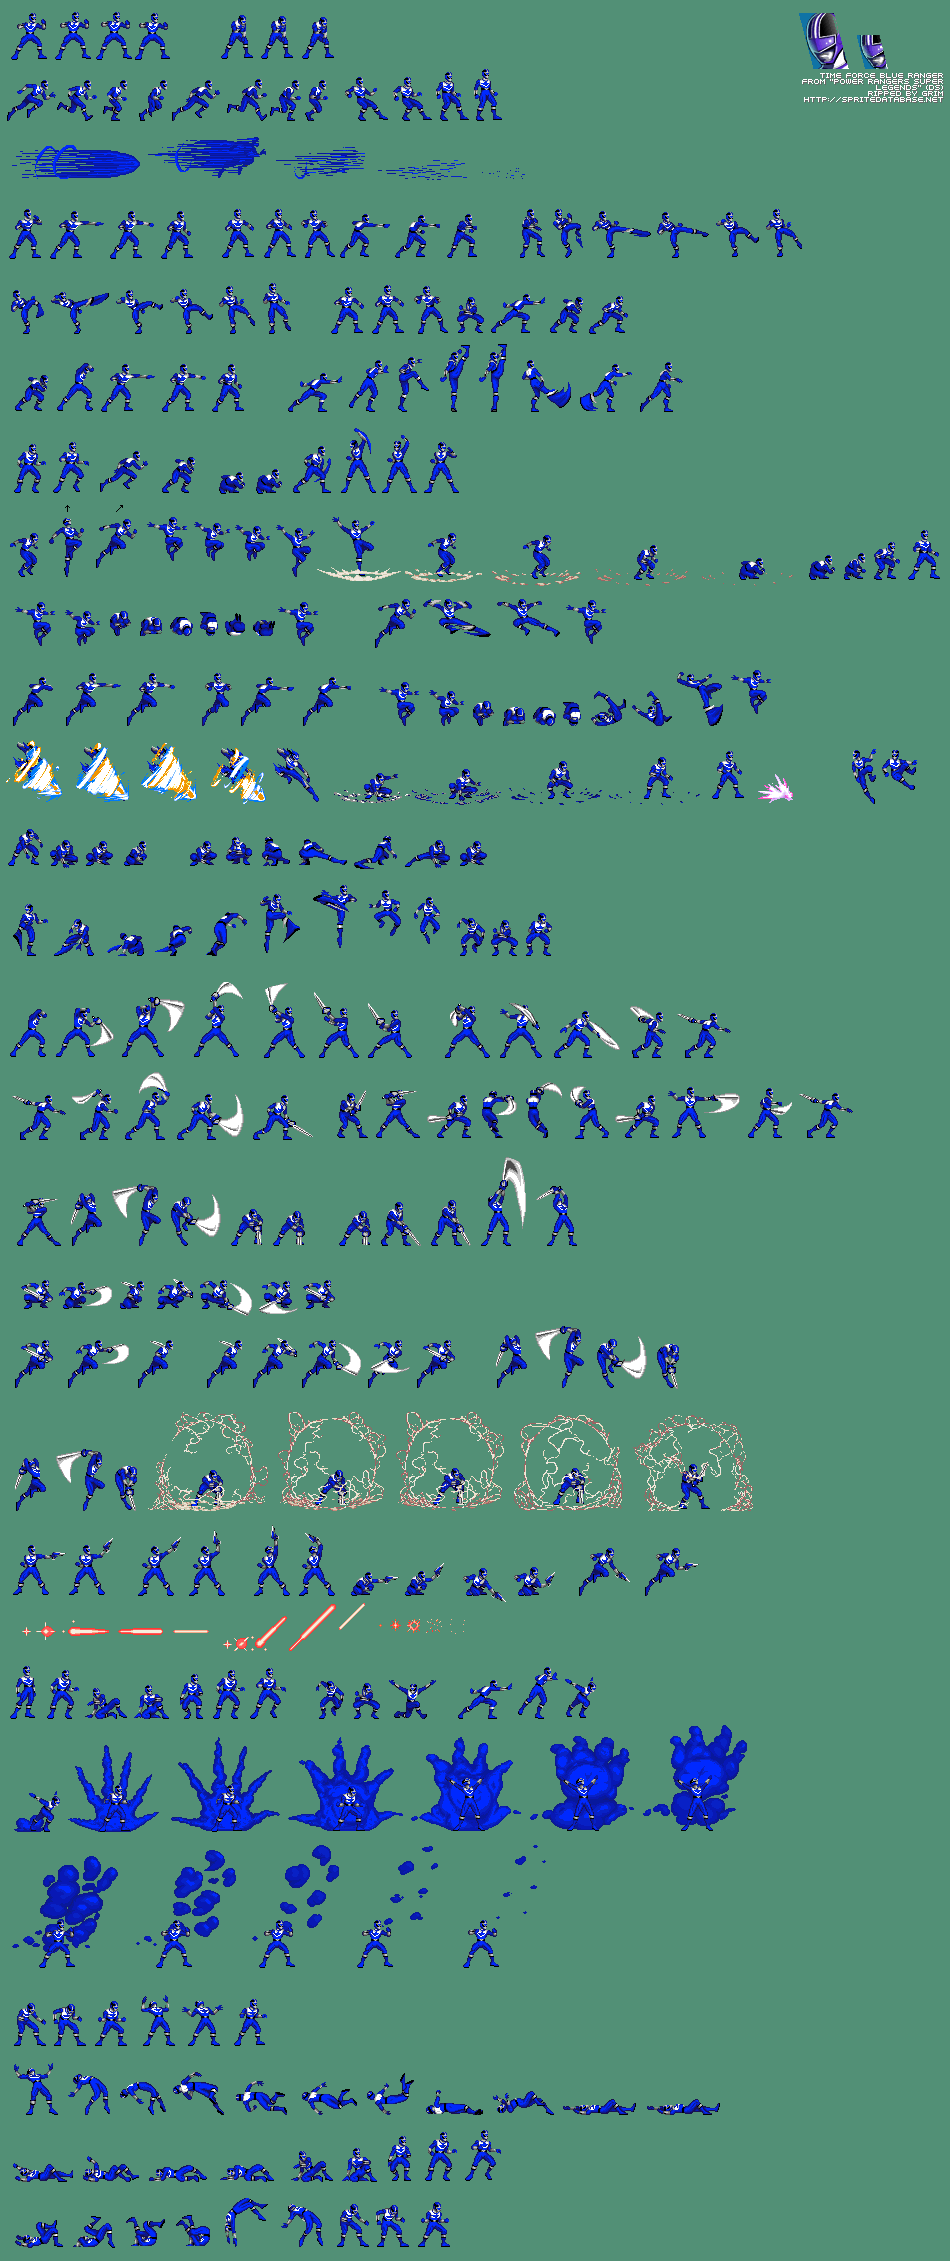 TIME FORCE BLUE RANGER
FROM "POWER RANGERS SUPER
LEGENDS" (DS)
RIPPED BY GRIM
HTTP://SPRITEDATABASE.NET